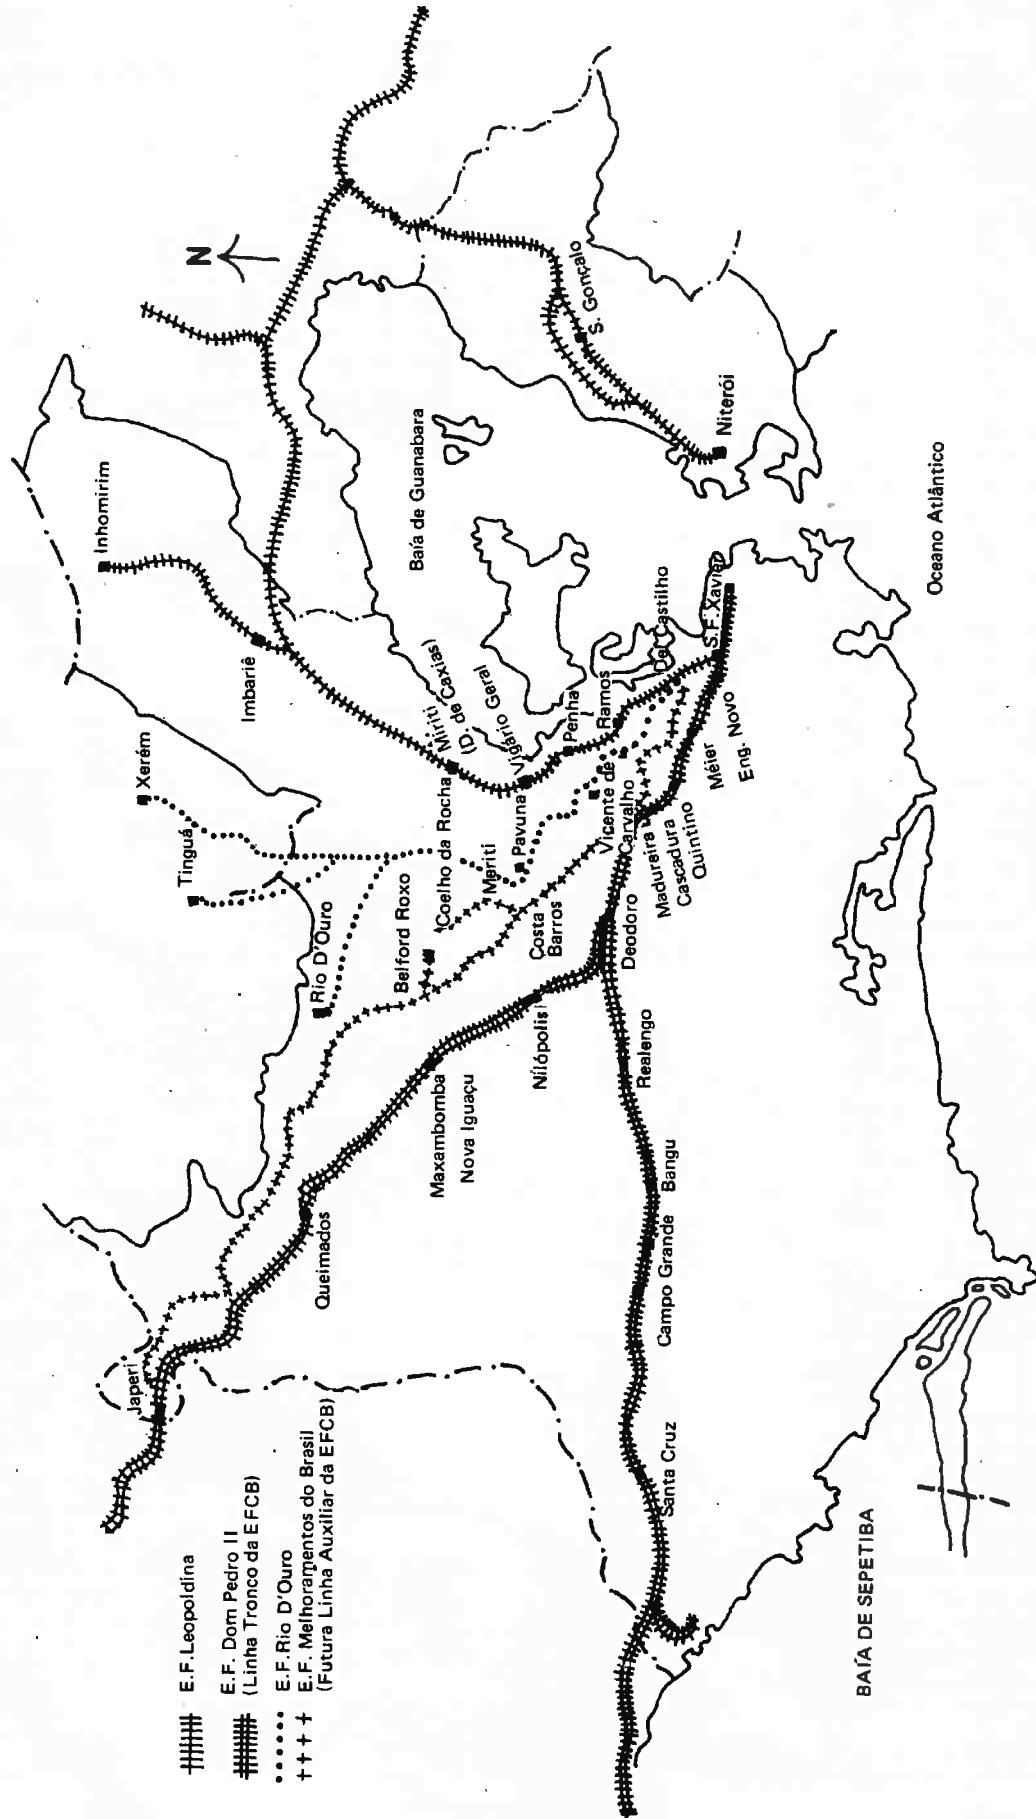 N
Inhomirim
Imbariê
Xerém
Tinguá
Rio D'Ouro
Japeri
Queimados
Maxambomba
Nova Iguaçu
Belford Roxo
Coelho da Rocha
Miriti
(D. de Caxias)
Vigário Geral
Meriti
Pavuna
Costa
Barros
Nilópolis
Penha
Ramos
Vicente de
Carvalho
Del Castilho
S.F.Xavier
Madureira
Cascadura
Quintino
Méier
Eng. Novo
Deodoro
Realengo
Bangu
Campo Grande
Santa Cruz
Baía de Guanabara
S. Gonçalo
Niterói
Oceano Atlântico
BAÍA DE SEPETIBA
E.F.Leopoldina
E.F. Dom Pedro II
(Linha Tronco da EFCB)
E.F.Rio D'Ouro
E.F. Melhoramentos do Brasil
(Futura Linha Auxiliar da EFCB)